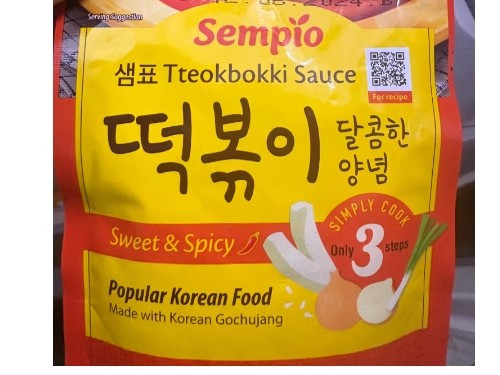 Serving Suggestion
Sempio
샘표 Tteokbokki Sauce
For recipe
떡볶이 달콤한
양념
SIMPLY COOK
Only 3 steps
Sweet & Spicy
Popular Korean Food
Made with Korean Gochujang